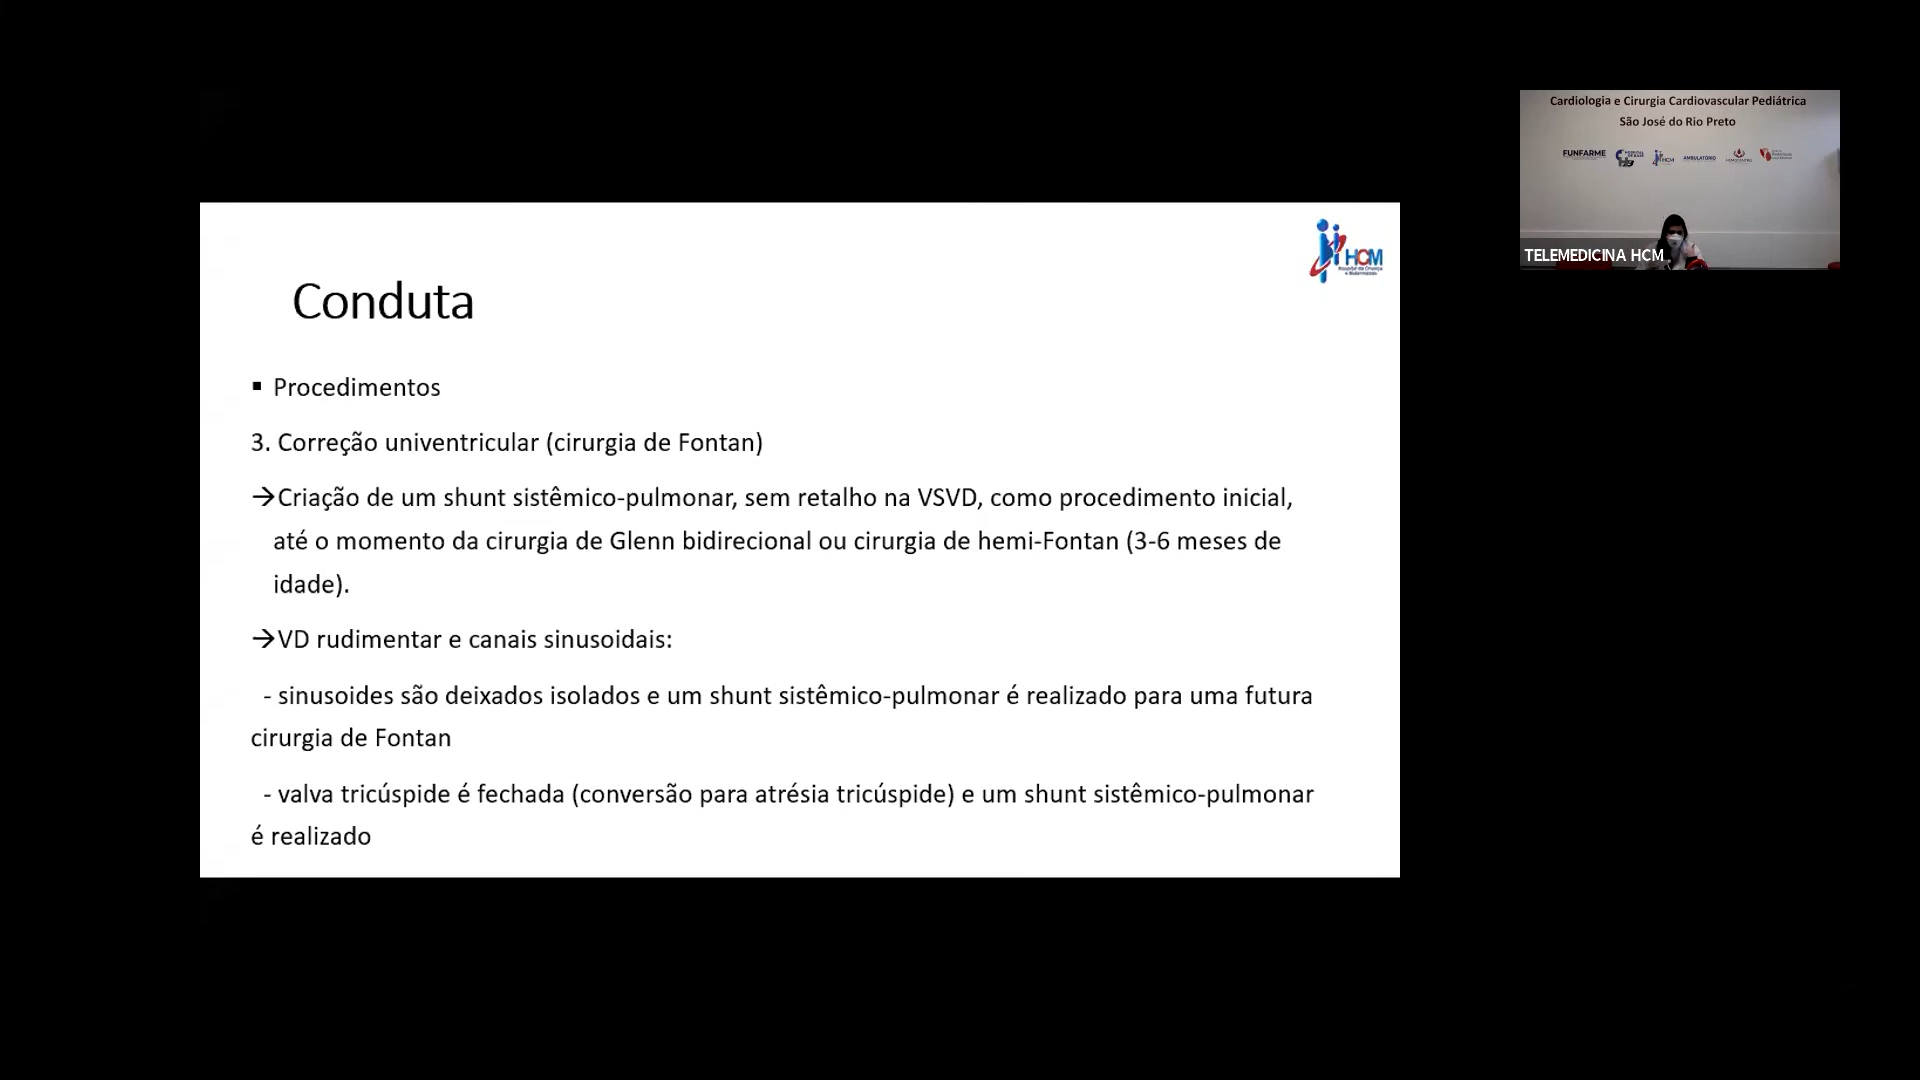 Conduta
▪ Procedimentos
3. Correção univentricular (cirurgia de Fontan)
→Criação de um shunt sistêmico-pulmonar, sem retalho na VSVD, como procedimento inicial,
até o momento da cirurgia de Glenn bidirecional ou cirurgia de hemi-Fontan (3-6 meses de
idade).
→VD rudimentar e canais sinusoidais:
- sinusoides são deixados isolados e um shunt sistêmico-pulmonar é realizado para uma futura
cirurgia de Fontan
- valva tricúspide é fechada (conversão para atrésia tricúspide) e um shunt sistêmico-pulmonar
é realizado
HCM
Cardiologia e Cirurgia Cardiovascular Pediátrica
São José do Rio Preto
FUNFARME
HCM
AMBULATÓRIO
TELEMEDICINA HCM